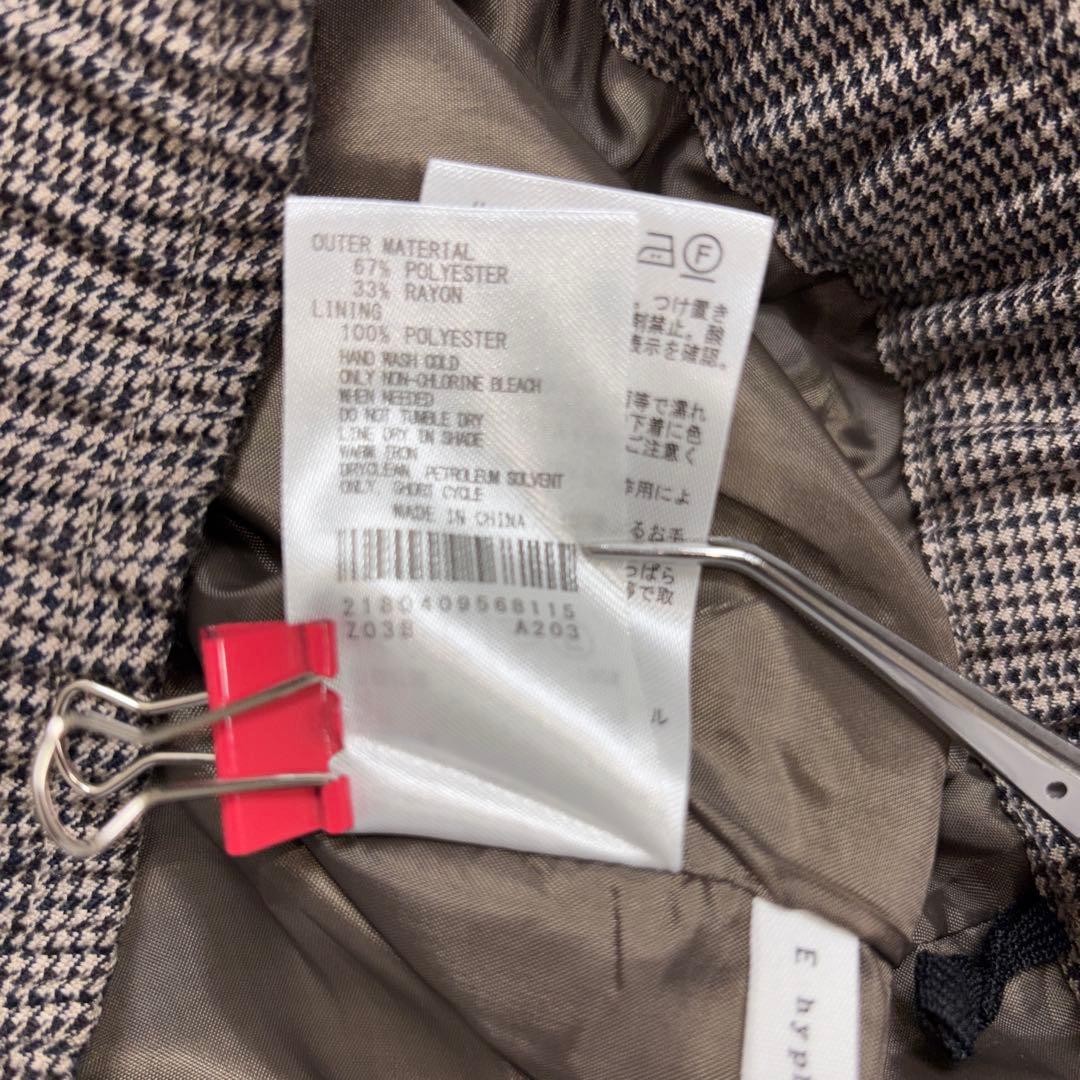 OUTER MATERIAL
67% POLYESTER
33% RAYON
LINING
100% POLYESTER
HAND WASH COLD
ONLY NON-CHLORINE BLEACH
WHEN NEEDED
DO NOT TUMBLE DRY
LINE DRY IN SHADE
WARM IRON
DRYCLEAN, PETROLEUM SOLVENT
ONLY, SHORT CYCLE
MADE IN CHINA
2180409568115
Z03B A203
F
、つけ置き
剤禁止。酸
表示を確認。
等で濡れ
下着に色
ご注意く
作用によ
るお手
っぱら
等で取
ル
E hyph